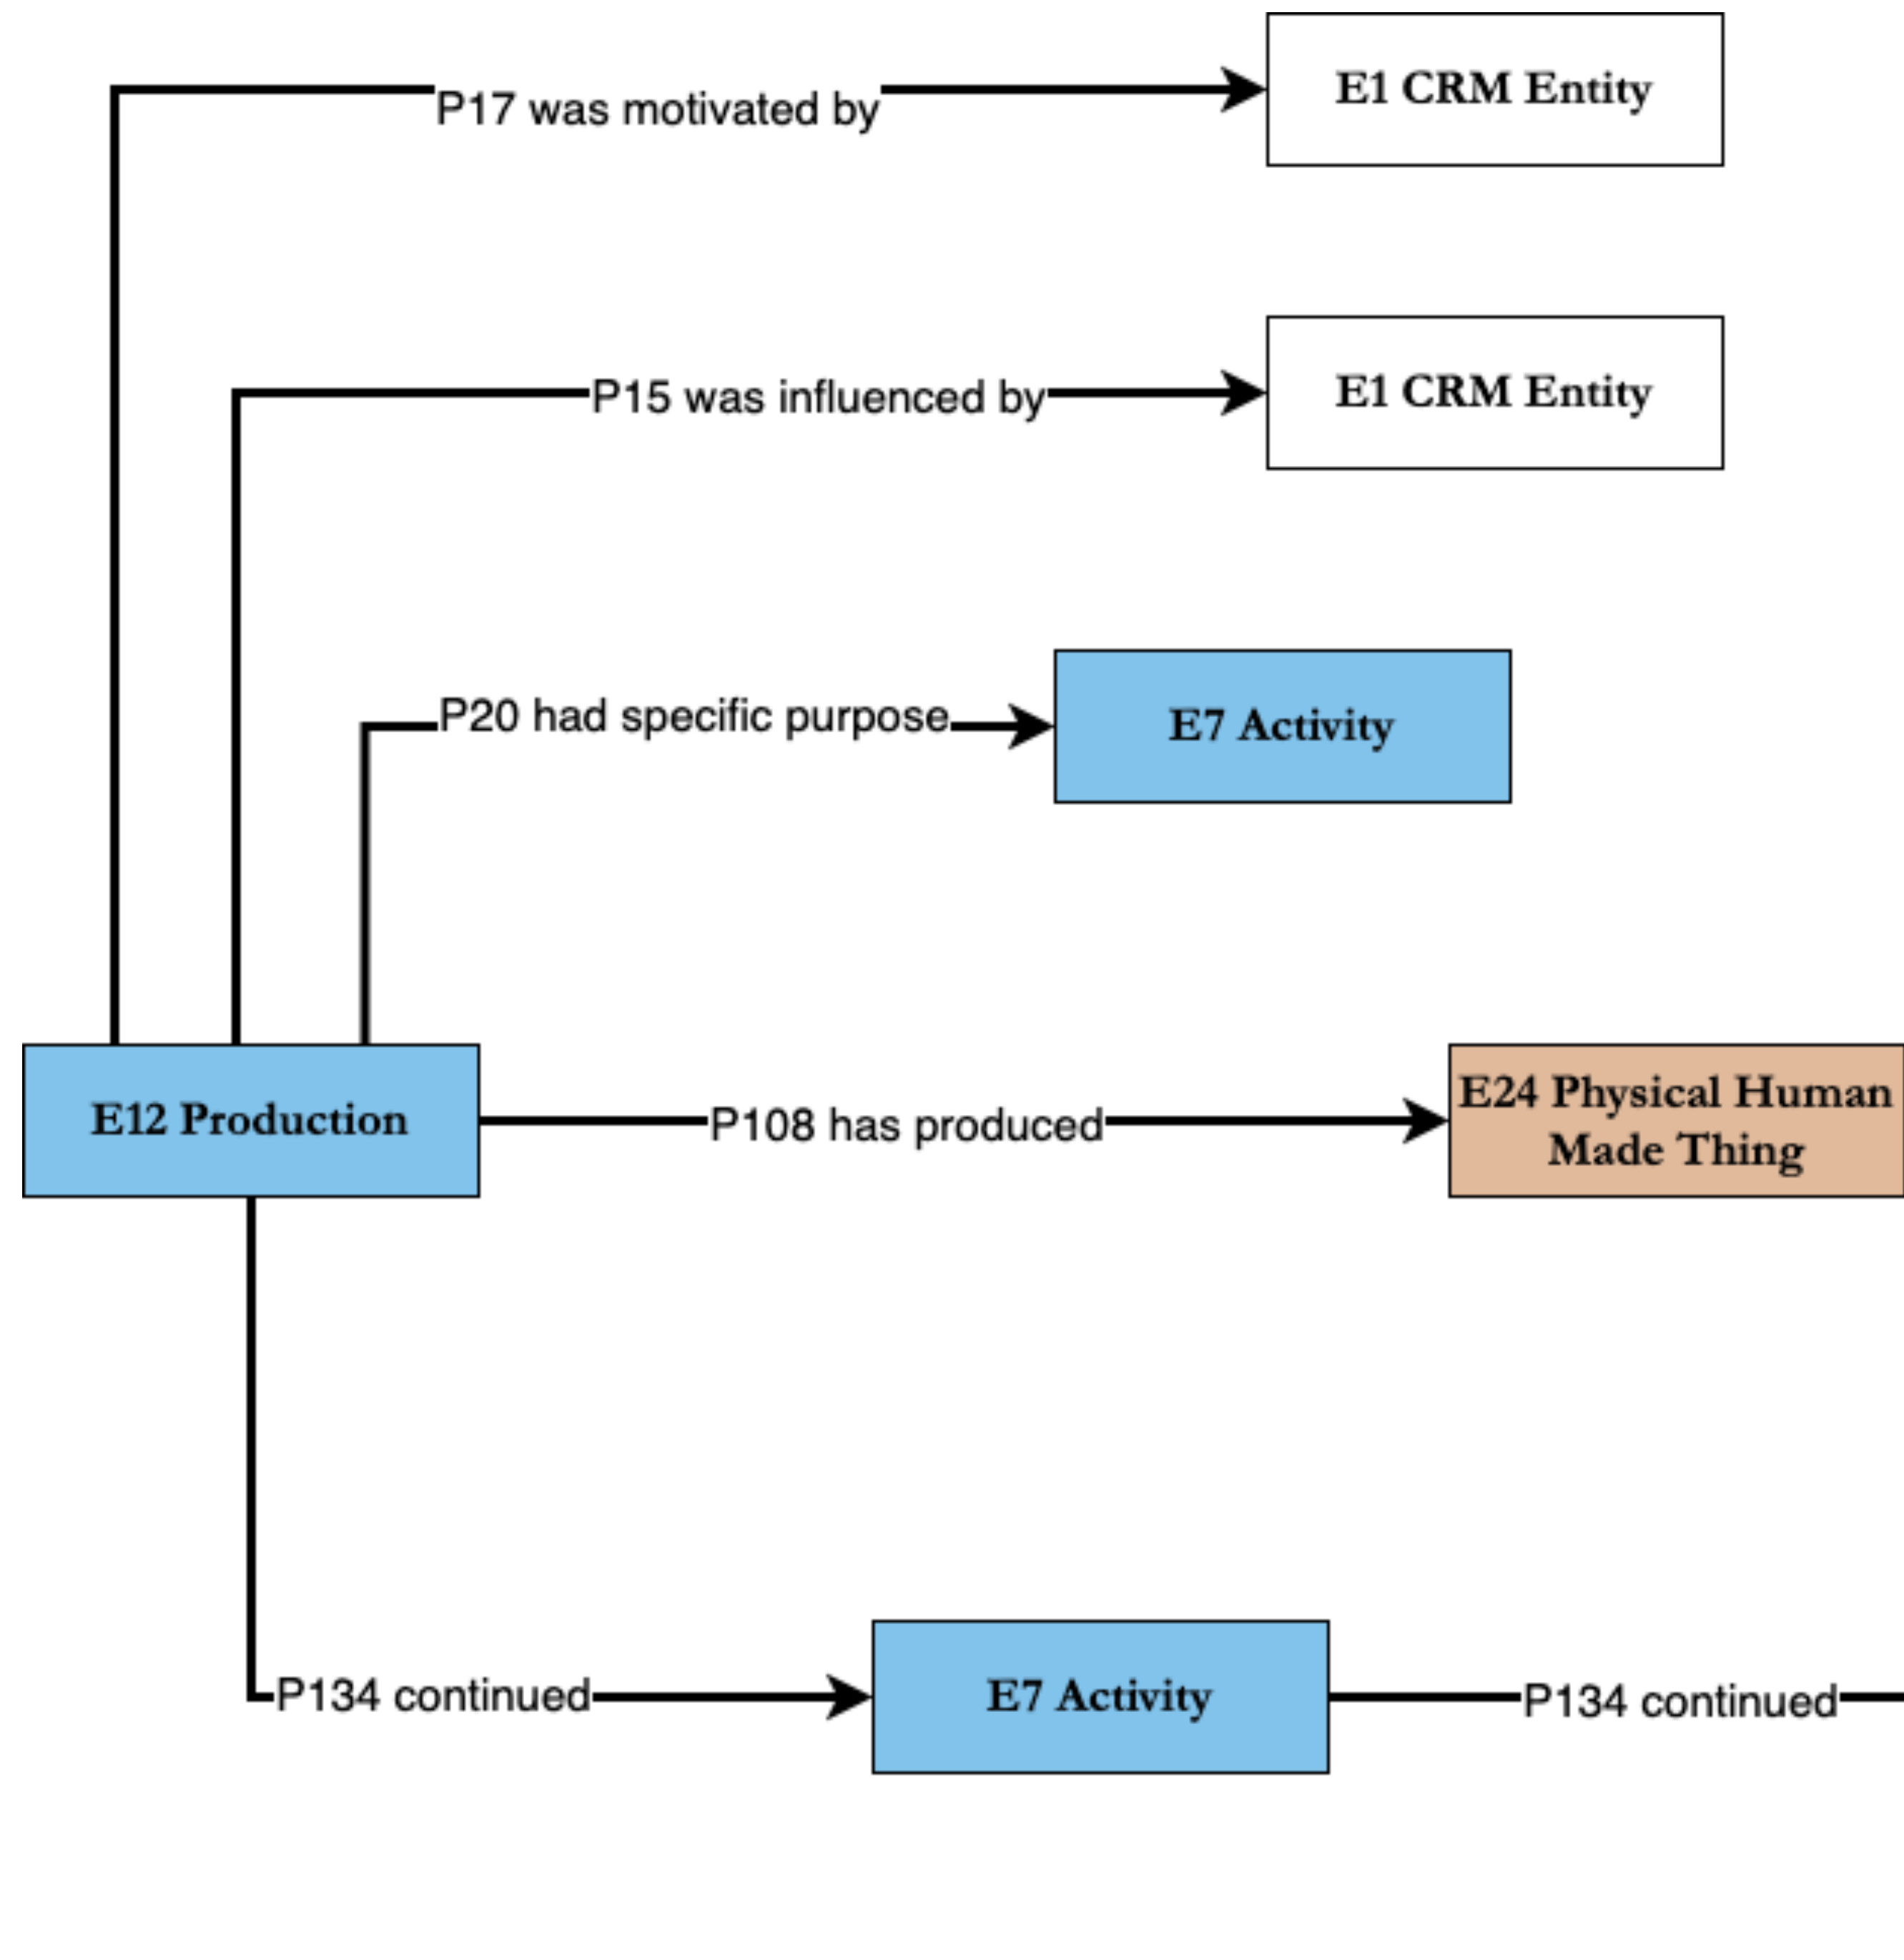 P17 was motivated by
E1 CRM Entity
P15 was influenced by
E1 CRM Entity
P20 had specific purpose
E7 Activity
E12 Production
P108 has produced
E24 Physical Human
Made Thing
P134 continued
E7 Activity
P134 continued